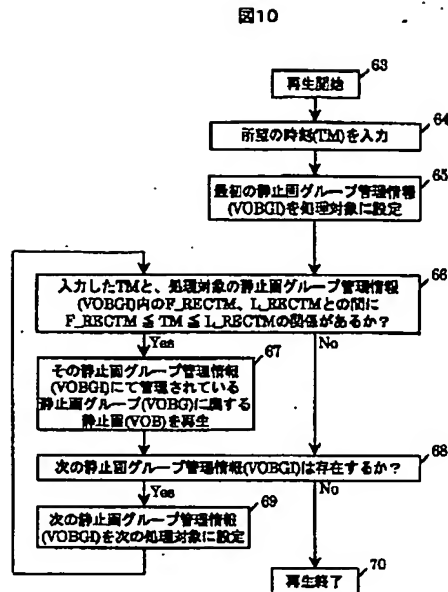 図10
63
再生開始
64
所望の時刻(TM)を入力
65
最初の静止画グループ管理情報
(VOBGI)を処理対象に設定
66
入力したTMと、処理対象の静止画グループ管理情報
(VOBGI)内のF_RECTM、L_RECTMとの間に
F_RECTM ≦ TM ≦ L_RECTMの関係があるか？
Yes
67
No
その静止画グループ管理情報
(VOBGI)にて管理されている
静止画グループ(VOBG)に属する
静止画(VOB)を再生
68
次の静止画グループ管理情報(VOBGI)は存在するか？
Yes
69
No
次の静止画グループ管理情報
(VOBGI)を次の処理対象に設定
70
再生終了